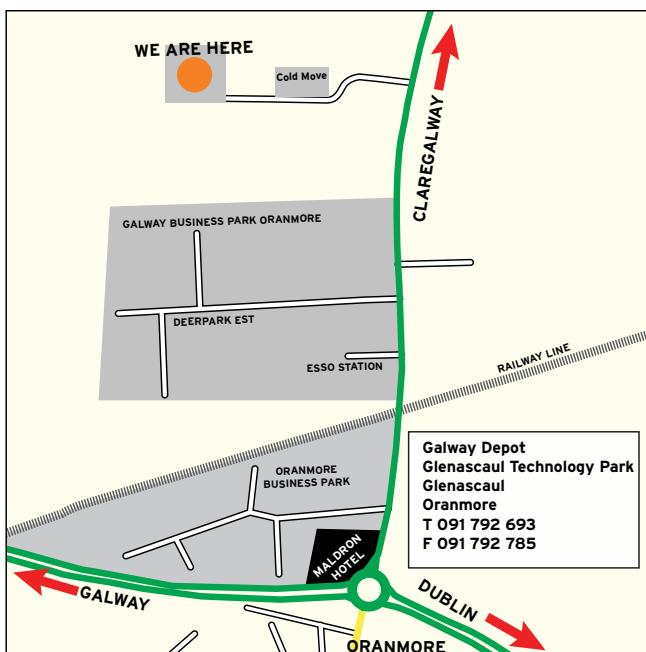 WE ARE HERE
Cold Move
CLAREGALWAY
GALWAY BUSINESS PARK ORANMORE
DEERPARK EST
ESSO STATION
RAILWAY LINE
ORANMORE
BUSINESS PARK
Galway Depot
Glenascaul Technology Park
Glenascaul
Oranmore
T 091 792 693
F 091 792 785
MALDRON
HOTEL
GALWAY
DUBLIN
ORANMORE